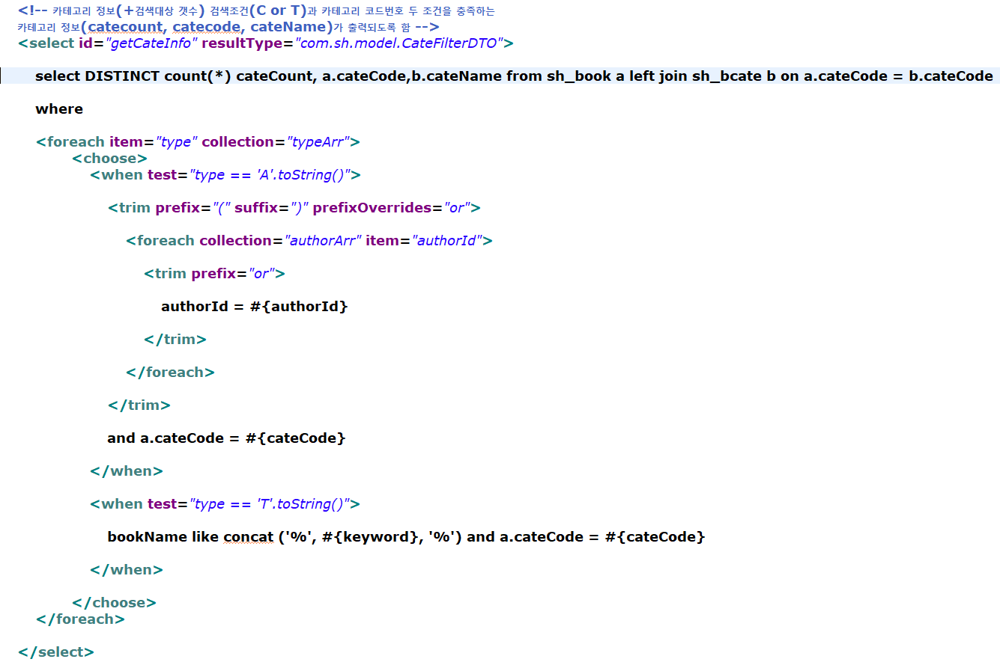 <!-- 카테고리 정보(+검색대상 갯수) 검색조건(C or T)과 카테고리 코드번호 두 조건을 충족하는
카테고리 정보(catecount, catecode, cateName)가 출력되도록 함 -->
<select id="getCateInfo" resultType="com.sh.model.CateFilterDTO">
select DISTINCT count(*) cateCount, a.cateCode,b.cateName from sh_book a left join sh_bcate b on a.cateCode = b.cateCode
where
<foreach item="type" collection="typeArr">
<choose>
<when test="type == 'A'.toString()">
<trim prefix="(" suffix=")" prefixOverrides="or">
<foreach collection="authorArr" item="authorId">
<trim prefix="or">
authorId = #{authorId}
</trim>
</foreach>
</trim>
and a.cateCode = #{cateCode}
</when>
<when test="type == 'T'.toString()">
bookName like concat ('%', #{keyword}, '%') and a.cateCode = #{cateCode}
</when>
</choose>
</foreach>
</select>